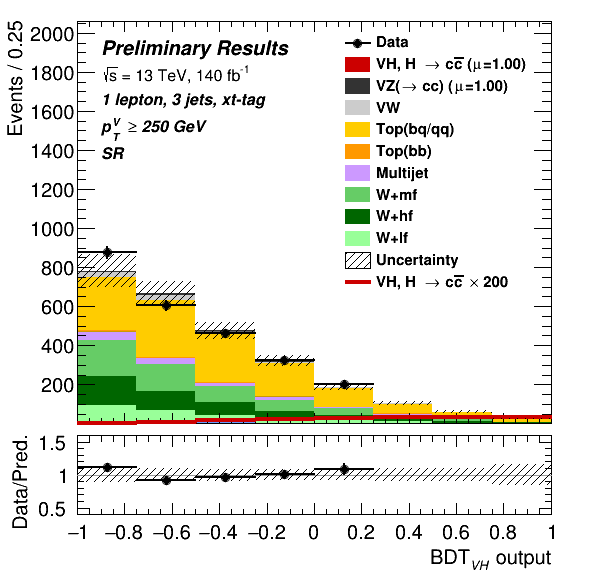 Events / 0.25
2000
1800
1600
1400
1200
1000
800
600
400
200
Preliminary Results
√s = 13 TeV, 140 fb⁻¹
1 lepton, 3 jets, xt-tag
p_T^V ≥ 250 GeV
SR
Data
VH, H → cc̅ (μ=1.00)
VZ(→ cc) (μ=1.00)
VW
Top(bq/qq)
Top(bb)
Multijet
W+mf
W+hf
W+lf
Uncertainty
VH, H → cc̅ × 200
Data/Pred.
1.5
1
0.5
−1 −0.8 −0.6 −0.4 −0.2 0 0.2 0.4 0.6 0.8 1
BDT_VH output